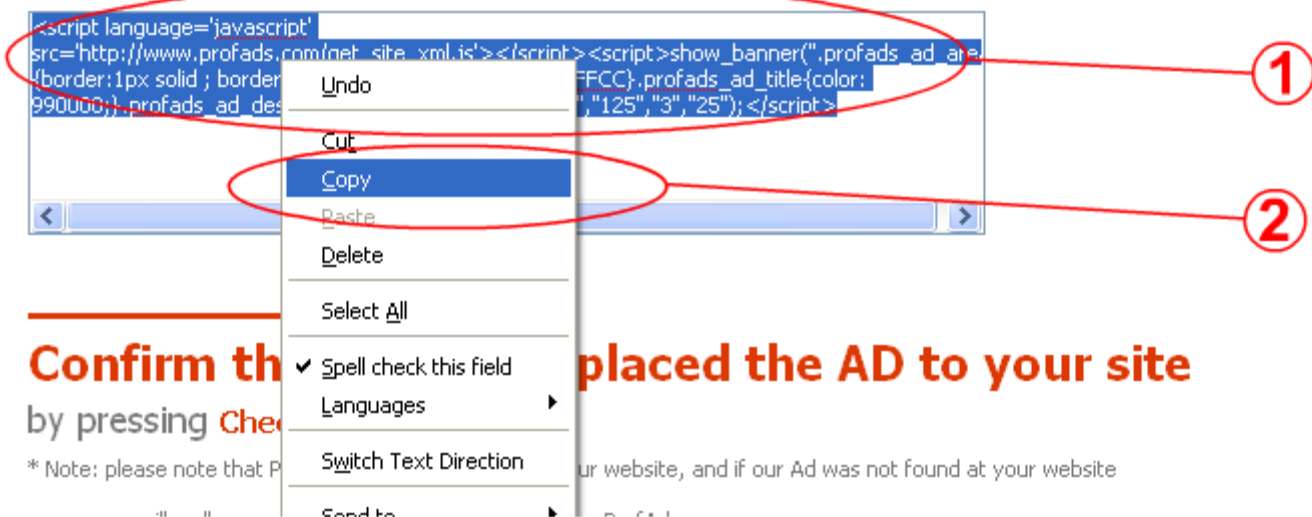 <script language='javascript'
src='http://www.profads.com/get_site_xml.js'></script><script>show_banner(".profads_ad_are
{border:1px solid ; border FFCC}.profads_ad_title{color:
990000;}.profads_ad_des ","125","3","25");</script>
1
Undo
Cut
Copy
2
Paste
Delete
Select All
Confirm th placed the AD to your site
✔ Spell check this field
Languages
by pressing Chec
Switch Text Direction
* Note: please note that P ur website, and if our Ad was not found at your website
Send to